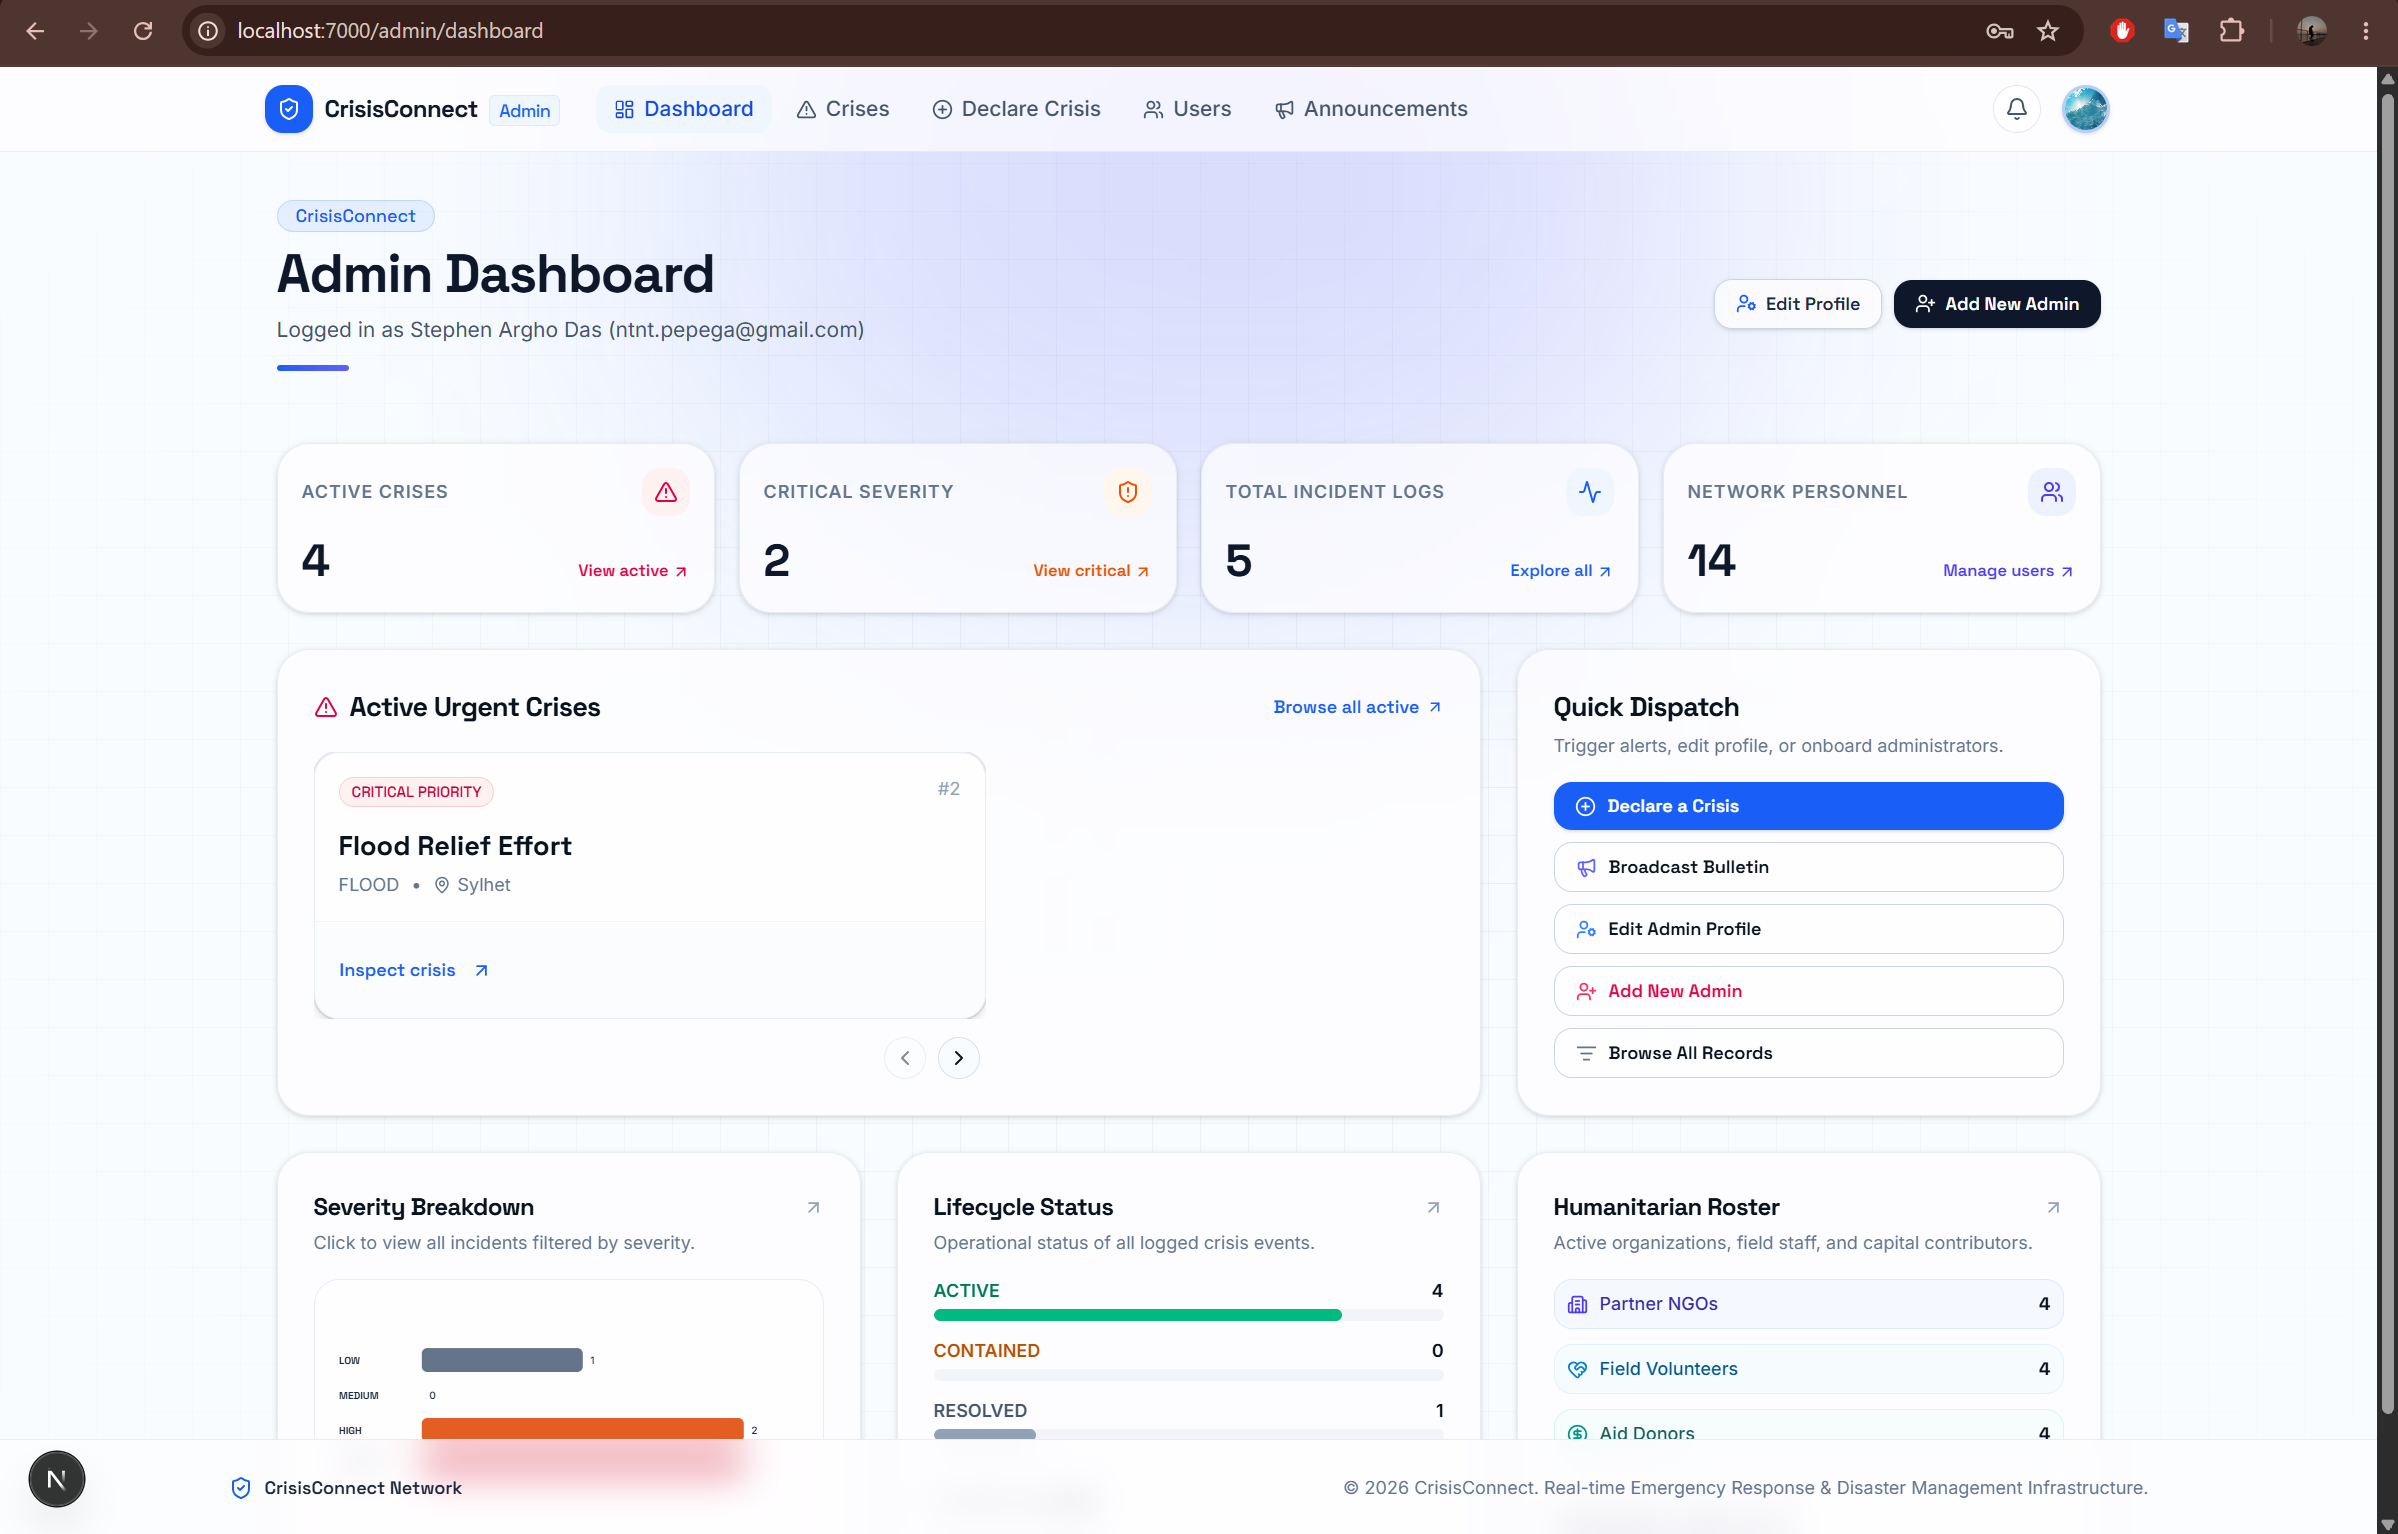 localhost:7000/admin/dashboard
CrisisConnect Admin Dashboard Crises Declare Crisis Users Announcements
CrisisConnect
Admin Dashboard
Logged in as Stephen Argho Das (ntnt.pepega@gmail.com)
Edit Profile Add New Admin
ACTIVE CRISES
4 View active
CRITICAL SEVERITY
2 View critical
TOTAL INCIDENT LOGS
5 Explore all
NETWORK PERSONNEL
14 Manage users
Active Urgent Crises Browse all active
CRITICAL PRIORITY #2
Flood Relief Effort
FLOOD • Sylhet
Inspect crisis
Quick Dispatch
Trigger alerts, edit profile, or onboard administrators.
Declare a Crisis
Broadcast Bulletin
Edit Admin Profile
Add New Admin
Browse All Records
Severity Breakdown
Click to view all incidents filtered by severity.
LOW 1
MEDIUM 0
HIGH 2
Lifecycle Status
Operational status of all logged crisis events.
ACTIVE 4
CONTAINED 0
RESOLVED 1
Humanitarian Roster
Active organizations, field staff, and capital contributors.
Partner NGOs 4
Field Volunteers 4
Aid Donors 4
N
CrisisConnect Network
© 2026 CrisisConnect. Real-time Emergency Response & Disaster Management Infrastructure.